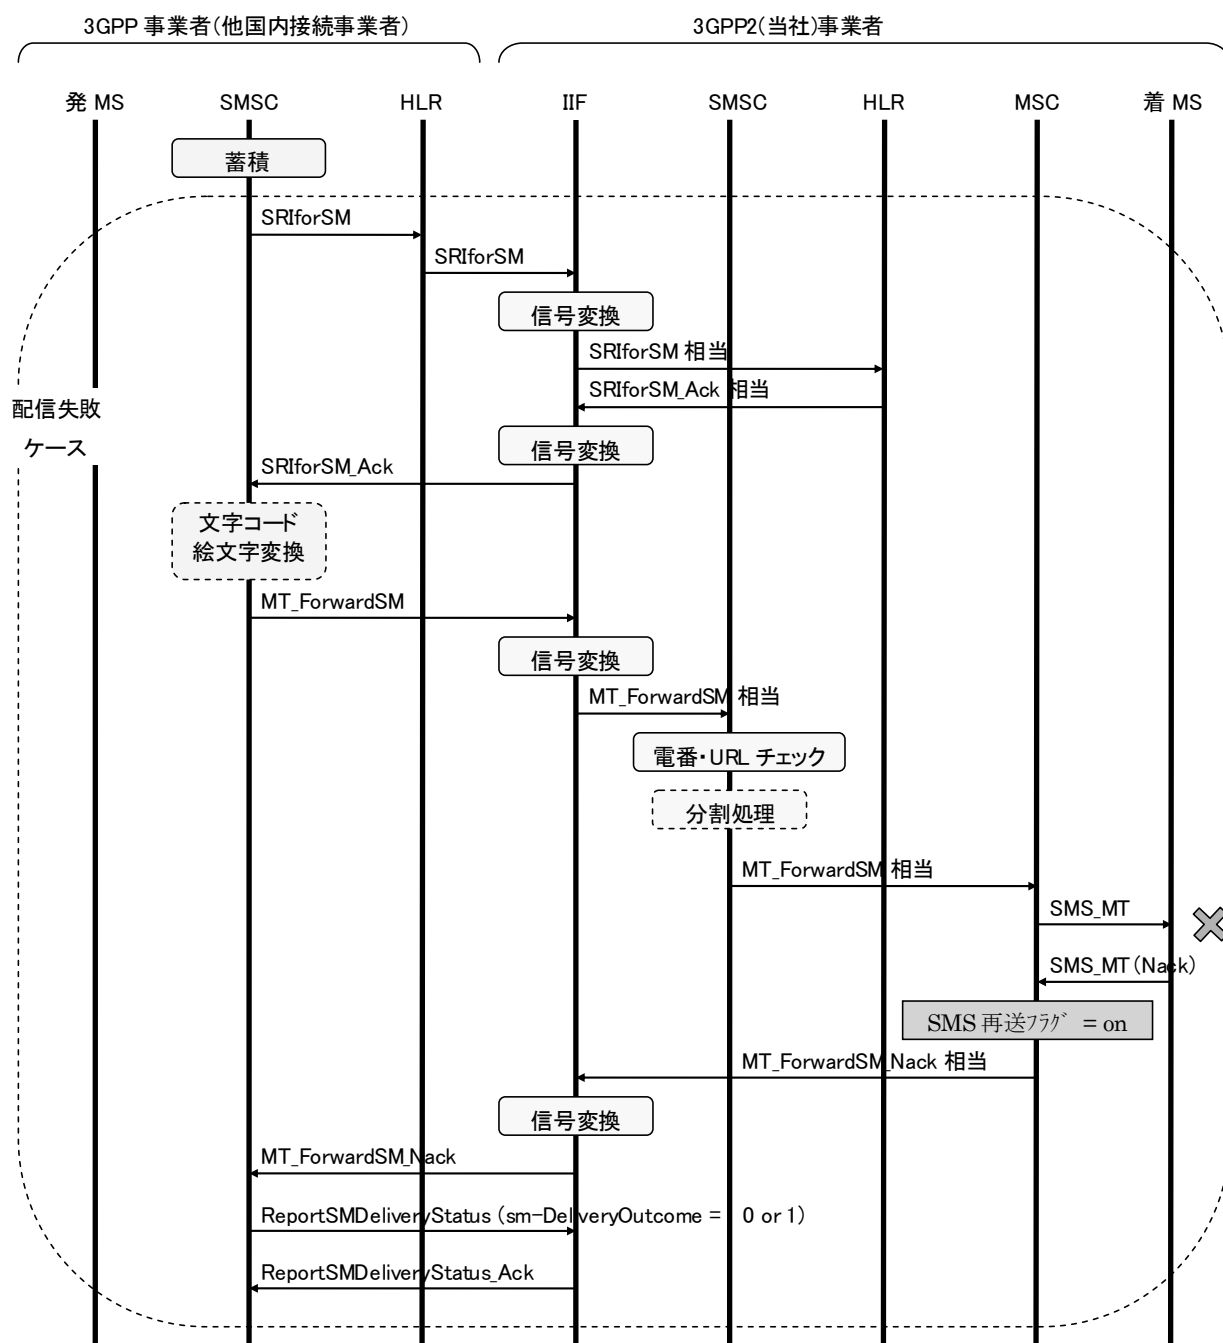 3GPP 事業者(他国内接続事業者)
3GPP2(当社)事業者
発 MS
SMSC
HLR
IIF
SMSC
HLR
MSC
着 MS
蓄積
SRIforSM
SRIforSM
信号変換
SRIforSM 相当
SRIforSM_Ack 相当
配信失敗
ケース
信号変換
SRIforSM_Ack
文字コード
絵文字変換
MT_ForwardSM
信号変換
MT_ForwardSM 相当
電番・URL チェック
分割処理
MT_ForwardSM 相当
SMS_MT
SMS_MT(Nack)
SMS 再送フラグ = on
MT_ForwardSM_Nack 相当
信号変換
MT_ForwardSM_Nack
ReportSMDeliveryStatus (sm-DeliveryOutcome = 0 or 1)
ReportSMDeliveryStatus_Ack